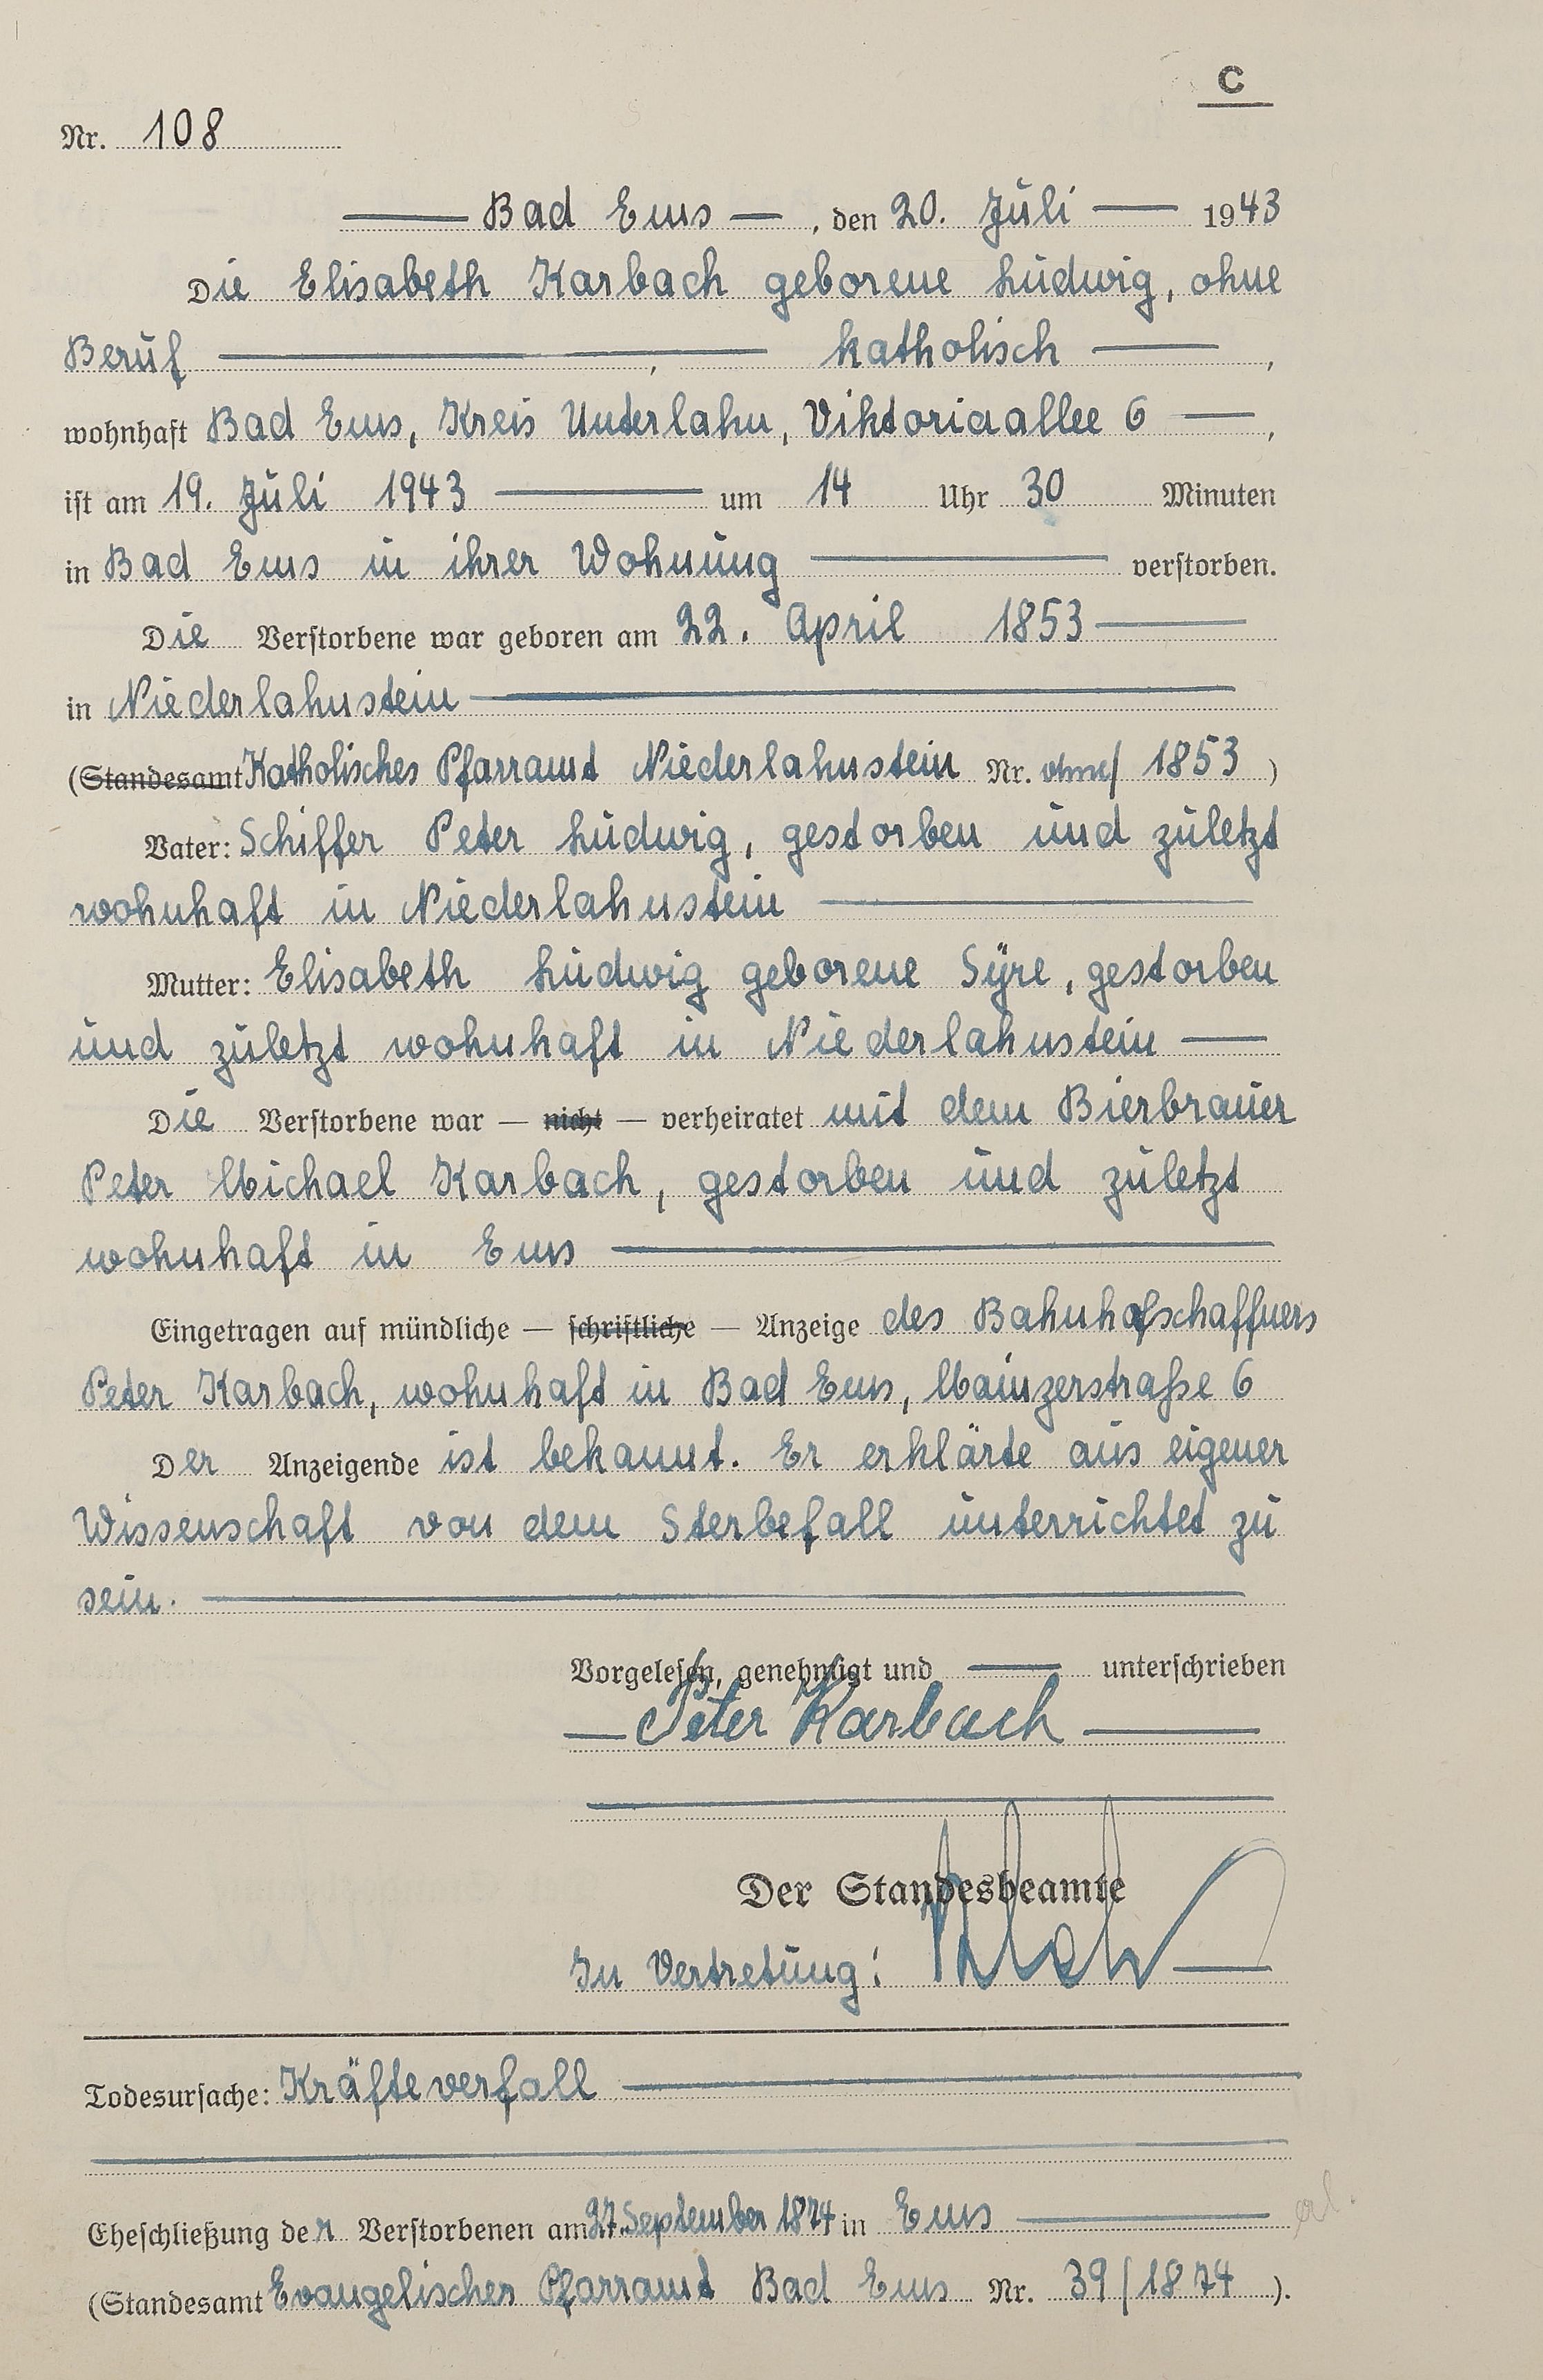 C
Nr. 108
Bad Ems, den 20. Juli 1943
Die Elisabeth Karbach geborene Ludwig, ohne
Beruf, katholisch,
wohnhaft Bad Ems, Kreis Unterlahn, Viktoriaallee 6,
ist am 19. Juli 1943 um 14 Uhr 30 Minuten
in Bad Ems in ihrer Wohnung verstorben.
Die Verstorbene war geboren am 22. April 1853
in Niederlahnstein
(Standesamt Katholisches Pfarramt Niederlahnstein Nr. ohne/ 1853)
Vater: Schiffer Peter Ludwig, gestorben und zuletzt
wohnhaft in Niederlahnstein
Mutter: Elisabeth Ludwig geborene Syre, gestorben
und zuletzt wohnhaft in Niederlahnstein
Die Verstorbene war — nicht — verheiratet mit dem Bierbrauer
Peter Michael Karbach, gestorben und zuletzt
wohnhaft in Ems
Eingetragen auf mündliche — schriftliche — Anzeige des Bahnhofschaffners
Peter Karbach, wohnhaft in Bad Ems, Mainzerstraße 6
Der Anzeigende ist bekannt. Er erklärte aus eigener
Wissenschaft von dem Sterbefall unterrichtet zu
sein.
Vorgelesen, genehmigt und — unterschrieben
Peter Karbach
Der Standesbeamte
In Vertretung:
Todesursache: Kräfteverfall
Eheschließung der Verstorbenen am 27. September 1874 in Ems
(Standesamt Evangelisches Pfarramt Bad Ems Nr. 39/1874).